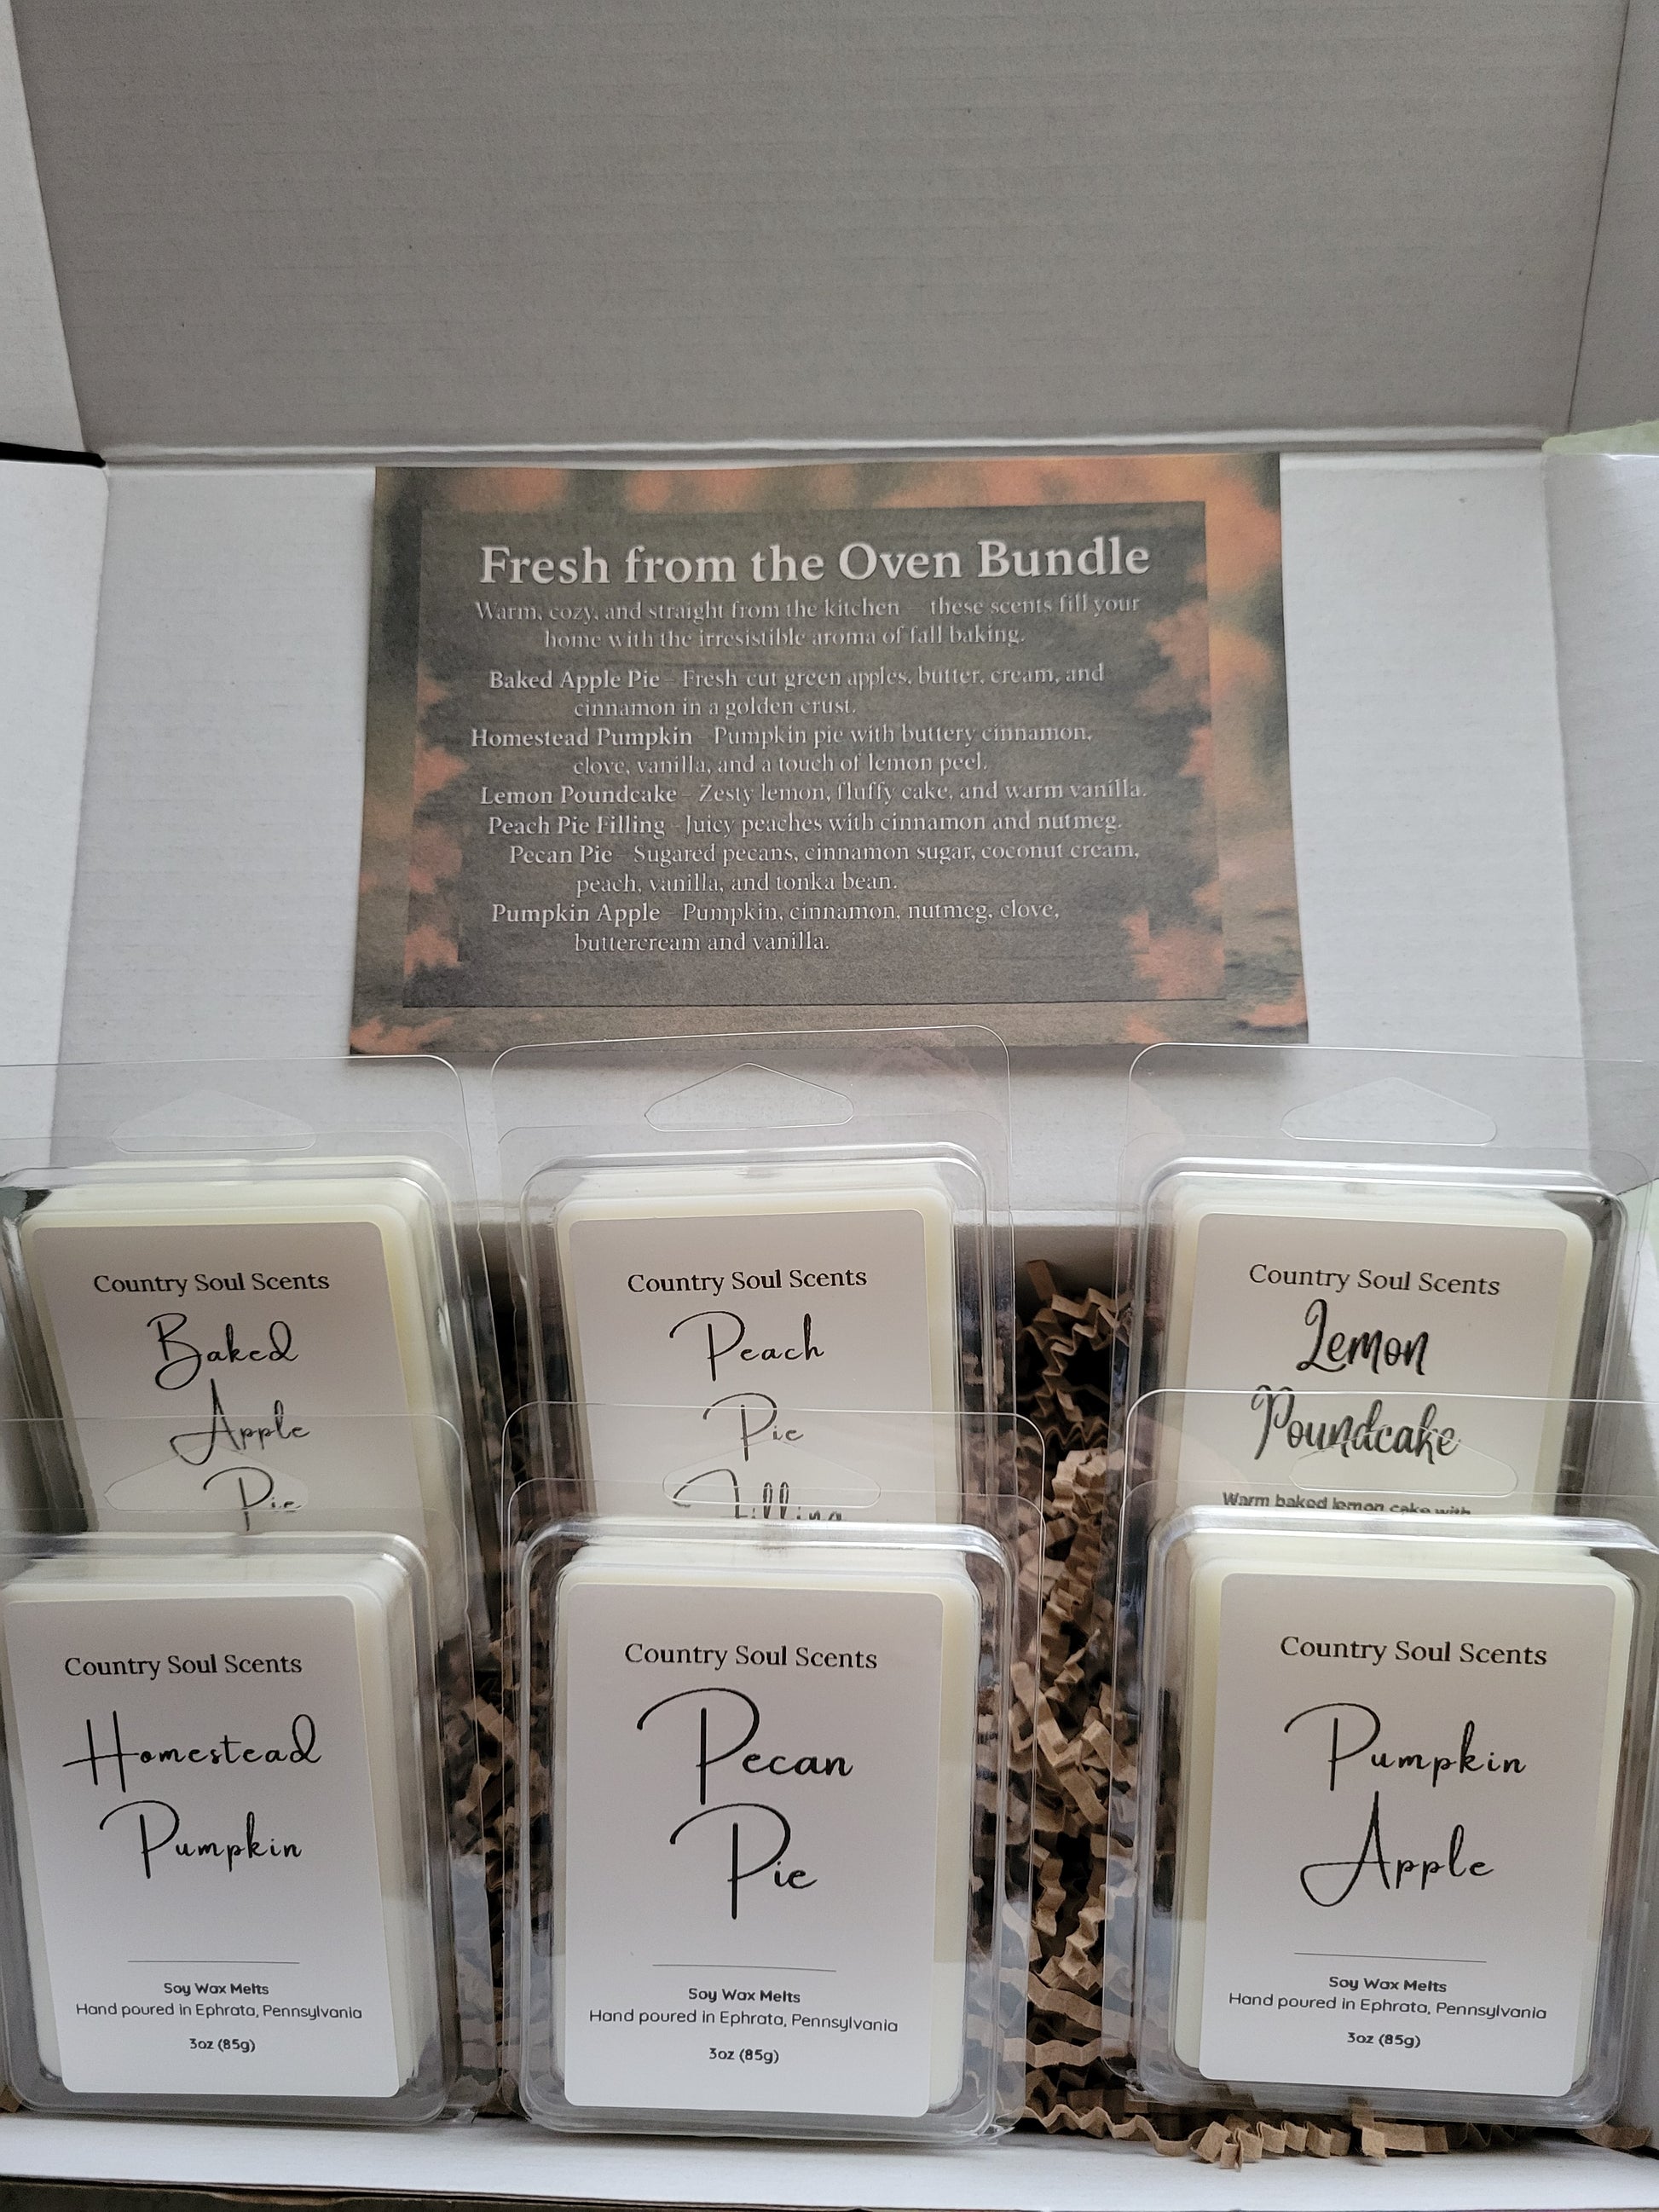 Fresh from the Oven Bundle
Warm, cozy, and straight from the kitchen – these scents fill your
home with the irresistible aroma of fall baking.
Baked Apple Pie – Fresh cut green apples, butter, cream, and
cinnamon in a golden crust.
Homestead Pumpkin – Pumpkin pie with buttery cinnamon,
clove, vanilla, and a touch of lemon peel.
Lemon Poundcake – Zesty lemon, fluffy cake, and warm vanilla.
Peach Pie Filling – Juicy peaches with cinnamon and nutmeg.
Pecan Pie – Sugared pecans, cinnamon sugar, coconut cream,
peach, vanilla, and tonka bean.
Pumpkin Apple – Pumpkin, cinnamon, nutmeg, clove,
buttercream and vanilla.
Country Soul Scents
Baked
Apple
Pie
Country Soul Scents
Peach
Pie
Filling
Country Soul Scents
Lemon
Poundcake
Warm baked lemon cake with
Country Soul Scents
Homestead
Pumpkin
Soy Wax Melts
Hand poured in Ephrata, Pennsylvania
3oz (85g)
Country Soul Scents
Pecan
Pie
Soy Wax Melts
Hand poured in Ephrata, Pennsylvania
3oz (85g)
Country Soul Scents
Pumpkin
Apple
Soy Wax Melts
Hand poured in Ephrata, Pennsylvania
3oz (85g)